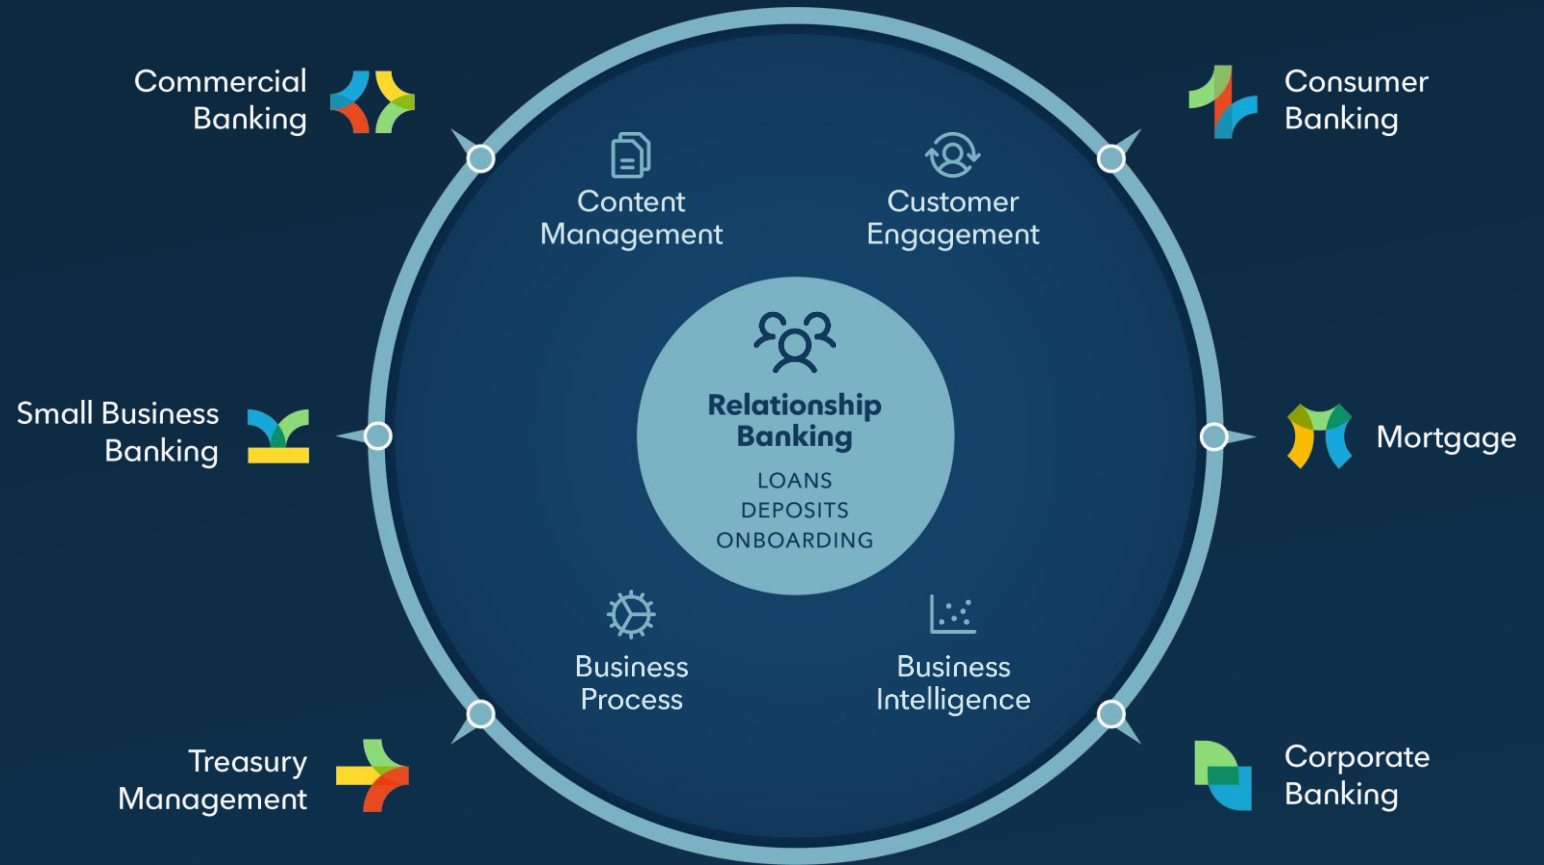 Commercial
Banking
Consumer
Banking
Content
Management
Customer
Engagement
Relationship
Banking
LOANS
DEPOSITS
ONBOARDING
Small Business
Banking
Mortgage
Business
Process
Business
Intelligence
Treasury
Management
Corporate
Banking